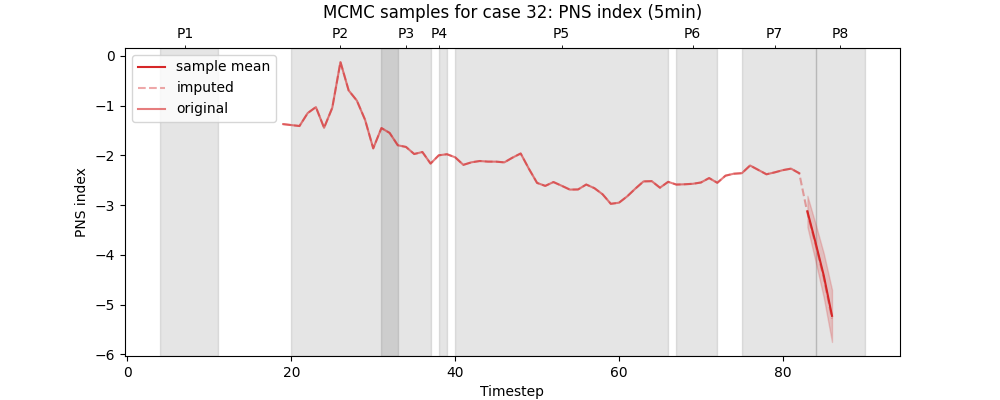 MCMC samples for case 32: PNS index (5min)
P1 P2 P3 P4 P5 P6 P7 P8
sample mean
imputed
original
PNS index
0
−1
−2
−3
−4
−5
−6
0 20 40 60 80
Timestep